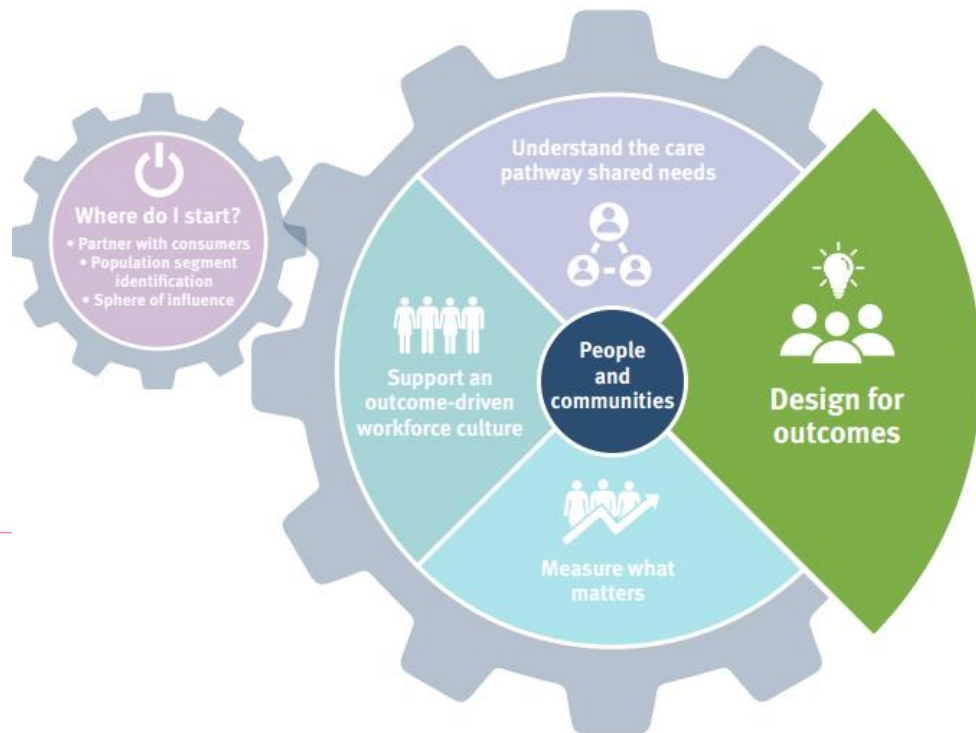 Where do I start?
• Partner with consumers
• Population segment
identification
• Sphere of influence
Understand the care
pathway shared needs
Design for
outcomes
Measure what
matters
Support an
outcome-driven
workforce culture
People
and
communities